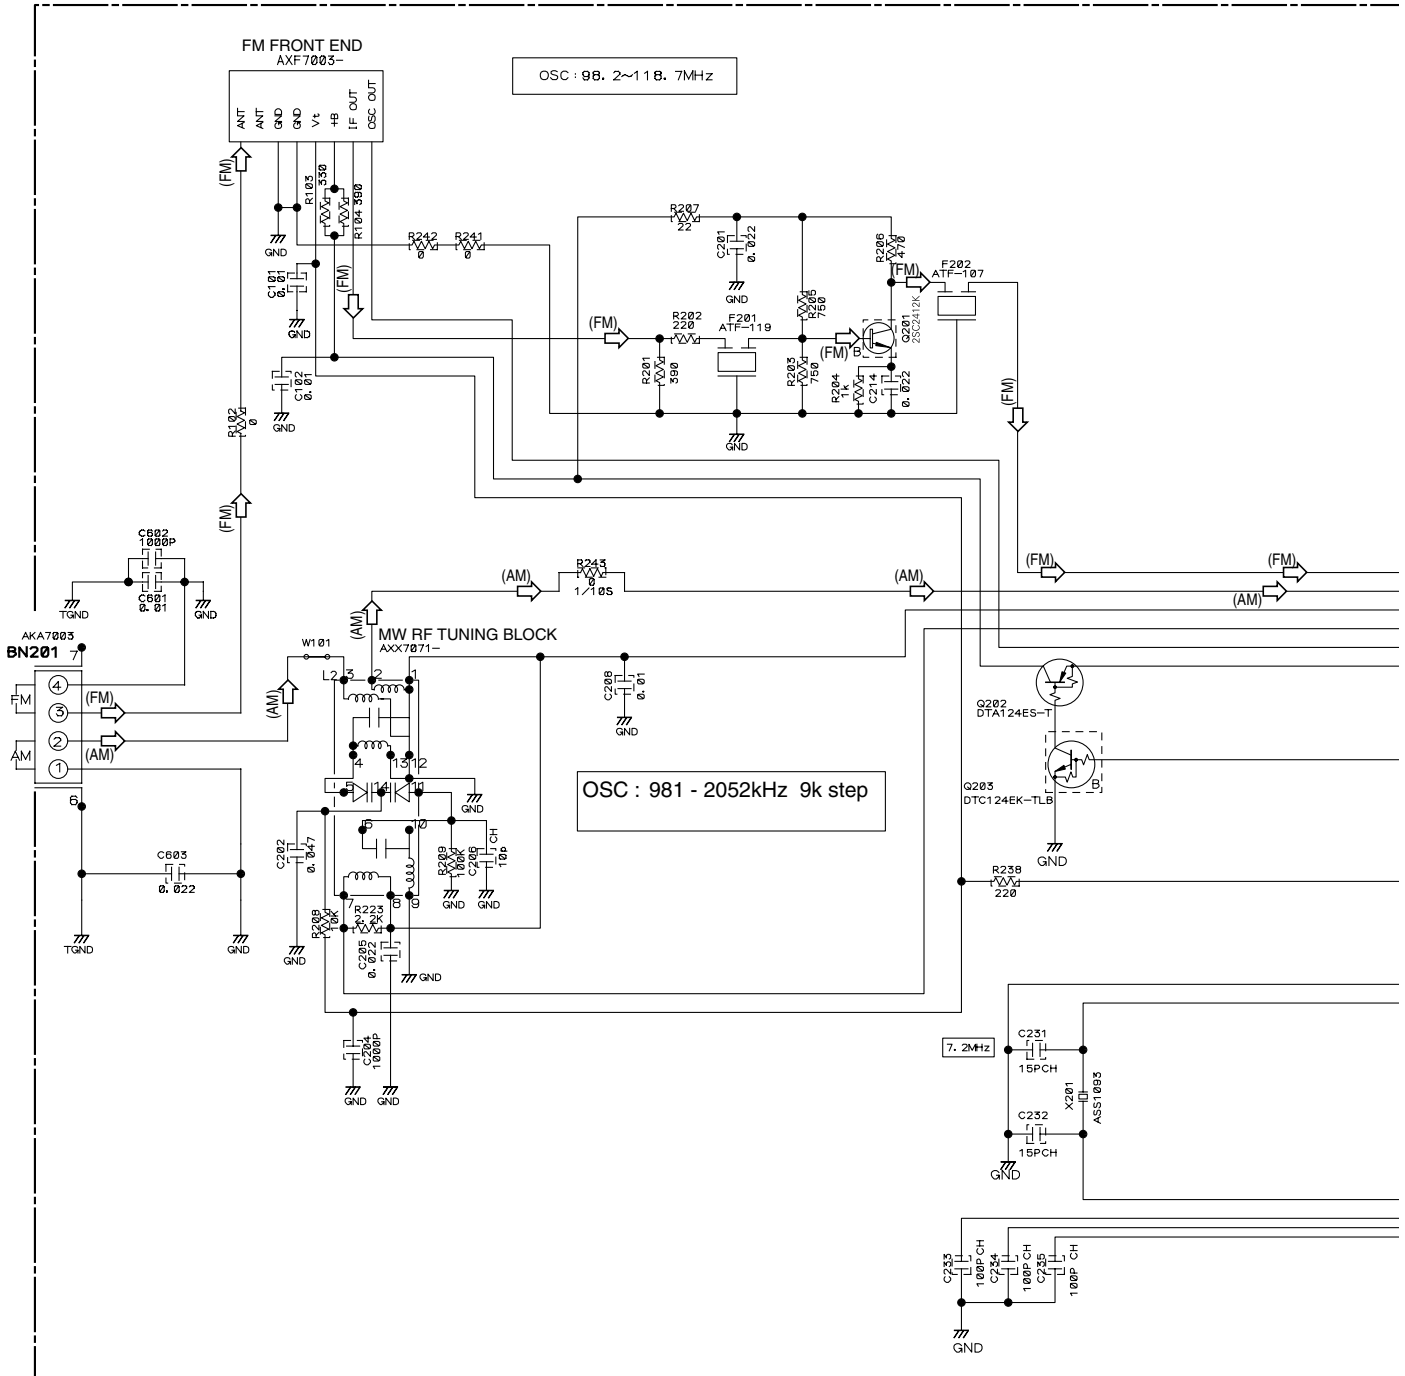 FM FRONT END
AXF7003-
OSC : 98. 2~118. 7MHz
ANT
ANT
GND
GND
Vt
+B
IF OUT
OSC OUT
(FM)
R103
330
R104 390
GND
R242
0
R241
0
C101
0.01
GND
(FM)
R207
22
C201
0.022
GND
R206
470
(FM)
F202
ATF-107
R205
750
R202
220
F201
ATF-119
(FM)
(FM)
B
Q201
2SC2412K
R201
390
R203
750
R204
1k
C214
0.022
GND
C102
0.01
GND
(FM)
R102
0
(FM)
C602
1000P
C601
0.01
TGND
GND
(AM)
R243
0
1/10S
(AM)
(FM)
(FM)
(AM)
AKA7003
BN201
7
W101
(AM)
MW RF TUNING BLOCK
AXX7071-
L2
3
2
1
4
FM
3
(FM)
2
AM
(AM)
1
(AM)
C208
0.01
GND
4
13
12
5
14
11
GND
Q202
DTA124ES-T
Q203
DTC124EK-TLB
B
GND
OSC : 981 - 2052kHz 9k step
6
6
10
C202
0.047
GND
R209
100K
GND
C206
10P
CH
GND
C603
0.022
TGND
GND
7
8
9
R208
10K
R223
2.2K
C205
0.022
GND
R238
220
C204
1000P
GND
GND
7. 2MHz
C231
15PCH
X201
ASS1093
C232
15PCH
GND
C233
100P CH
C234
100P CH
C235
100P CH
GND